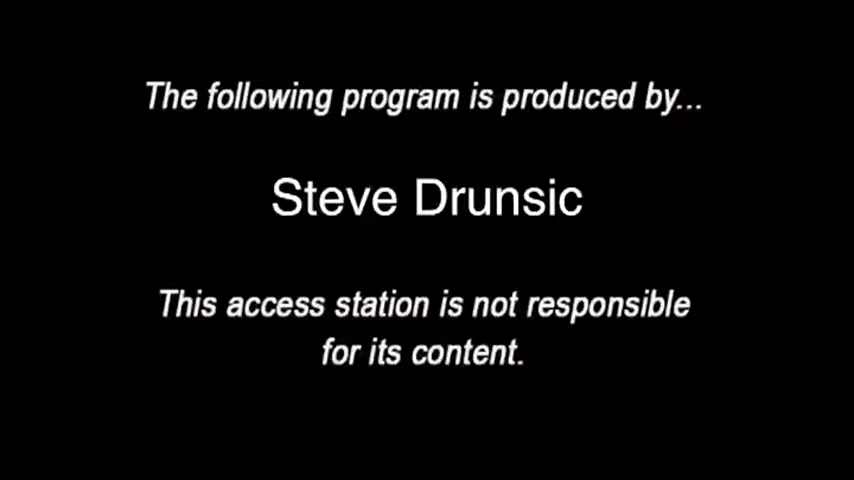 The following program is produced by...
Steve Drunsic
This access station is not responsible
for its content.